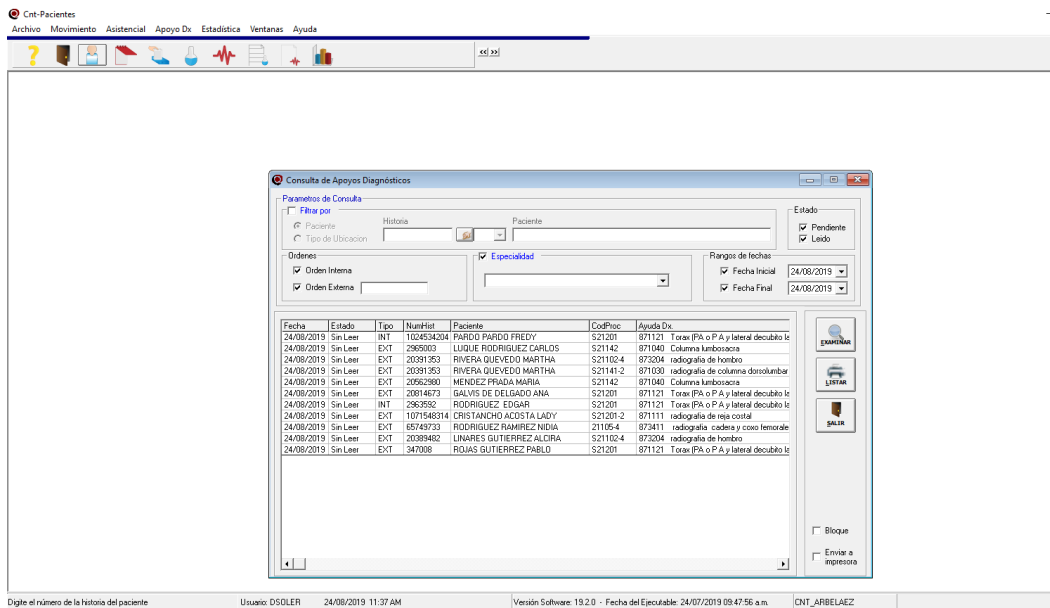 Cnt-Pacientes
Archivo Movimiento Asistencial Apoyo Dx Estadística Ventanas Ayuda
<< >>
Consulta de Apoyos Diagnósticos
Parametros de Consulta
Filtrar por
Historia Paciente
Paciente
Tipo de Ubicacion
Estado
Pendiente
Leido
Ordenes
Orden Interna
Orden Externa
Especialidad
Rangos de fechas
Fecha Inicial 24/08/2019
Fecha Final 24/08/2019
Fecha Estado Tipo NumHist Paciente CodProc Ayuda Dx.
24/08/2019 Sin Leer INT 1024534204 PARDO PARDO FREDY S21201 871121 Torax (PA o P A y lateral decubito la
24/08/2019 Sin Leer EXT 2965003 LUQUE RODRIGUEZ CARLOS S21142 871040 Columna lumbosacra
24/08/2019 Sin Leer EXT 20391353 RIVERA QUEVEDO MARTHA S21102-4 873204 radiografia de hombro
24/08/2019 Sin Leer EXT 20391353 RIVERA QUEVEDO MARTHA S21141-2 871030 radiografia de columna dorsolumbar
24/08/2019 Sin Leer EXT 20562980 MENDEZ PRADA MARIA S21142 871040 Columna lumbosacra
24/08/2019 Sin Leer EXT 20814673 GALVIS DE DELGADO ANA S21201 871121 Torax (PA o P A y lateral decubito la
24/08/2019 Sin Leer INT 2963592 RODRIGUEZ EDGAR S21201 871121 Torax (PA o P A y lateral decubito la
24/08/2019 Sin Leer EXT 1071548314 CRISTANCHO ACOSTA LADY S21201-2 871111 radiografia de reja costal
24/08/2019 Sin Leer EXT 65749733 RODRIGUEZ RAMIREZ NIDIA 21105-4 873411 radiografia cadera y coxo femorale
24/08/2019 Sin Leer EXT 20389482 LINARES GUTIERREZ ALCIRA S21102-4 873204 radiografia de hombro
24/08/2019 Sin Leer EXT 347008 ROJAS GUTIERREZ PABLO S21201 871121 Torax (PA o P A y lateral decubito la
EXAMINAR
LISTAR
SALIR
Bloque
Enviar a
impresora
Digite el número de la historia del paciente Usuario: DSOLER 24/08/2019 11:37 AM Versión Software: 19.2.0 - Fecha del Ejecutable: 24/07/2019 09:47:56 a.m. CNT_ARBELAEZ